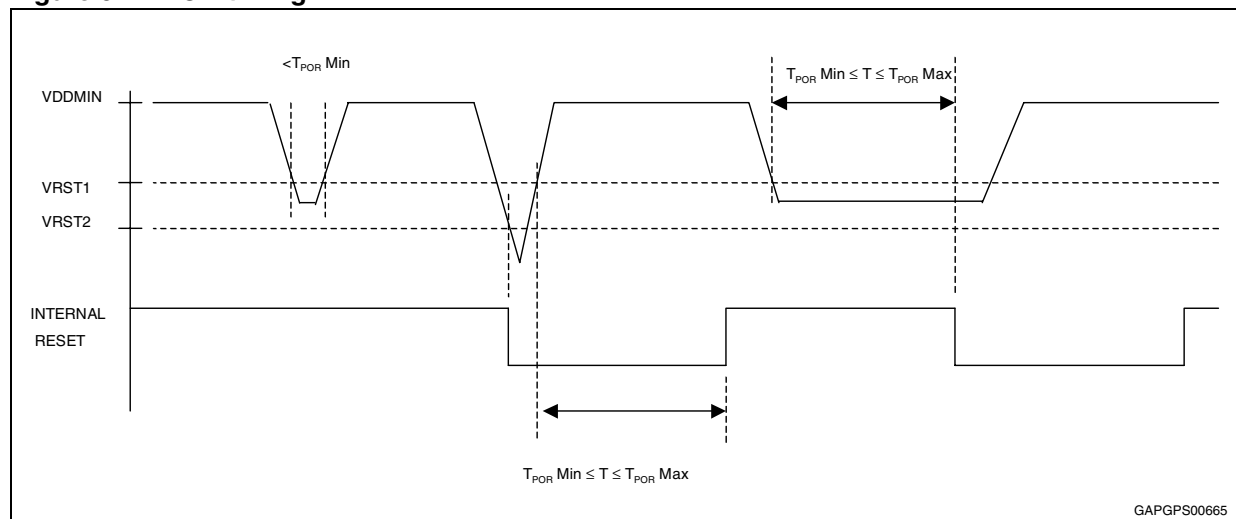 <T_POR Min
T_POR Min ≤ T ≤ T_POR Max
VDDMIN
VRST1
VRST2
INTERNAL
RESET
T_POR Min ≤ T ≤ T_POR Max
GAPGPS00665